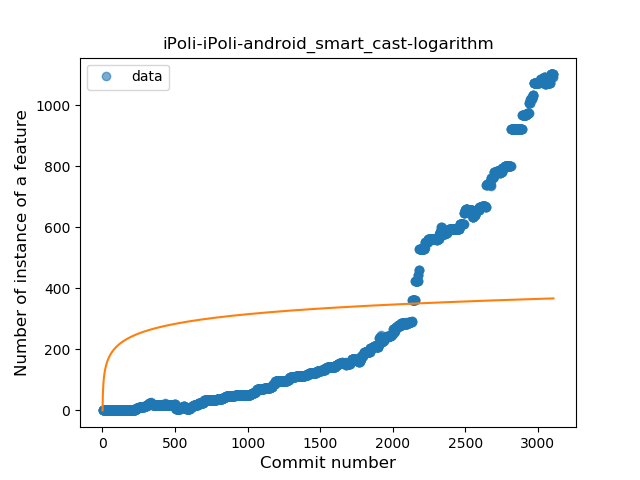 iPoli-iPoli-android_smart_cast-logarithm
data
Number of instance of a feature
1000
800
600
400
200
0
0 500 1000 1500 2000 2500 3000
Commit number